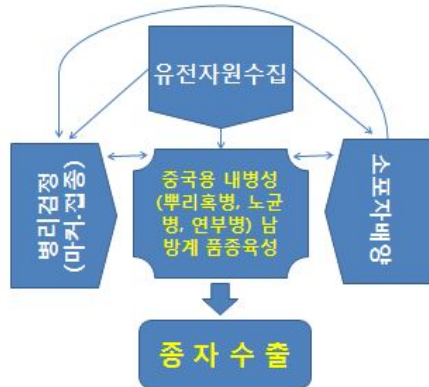 유전자원수집
병리검정
(마커.접종)
중국용 내병성
(뿌리혹병, 노균
병, 연부병) 남
방계 품종육성
소포자배양
종 자 수 출